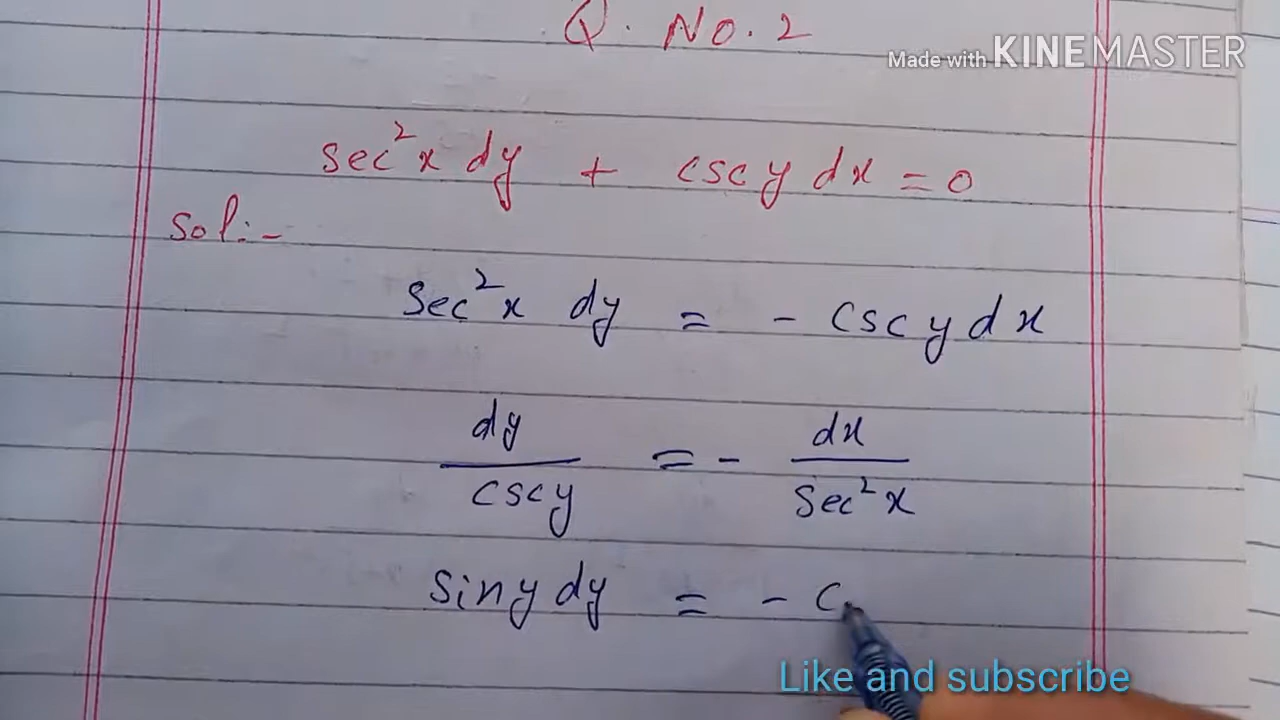 Q. No. 2
Made with KINEMASTER
sec²x dy + cscy dx = 0
Sol:-
Sec²x dy = - cscy dx
dy/cscy = - dx/Sec²x
Siny dy = - C
Like and subscribe